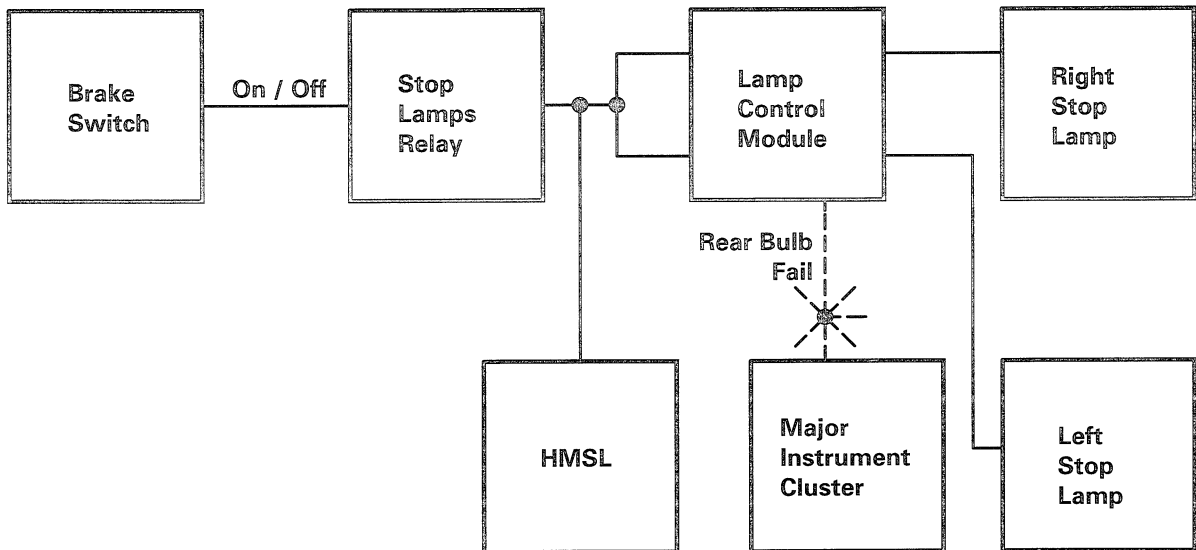 Brake
Switch
On / Off
Stop
Lamps
Relay
Lamp
Control
Module
Right
Stop
Lamp
Rear Bulb
Fail
HMSL
Major
Instrument
Cluster
Left
Stop
Lamp